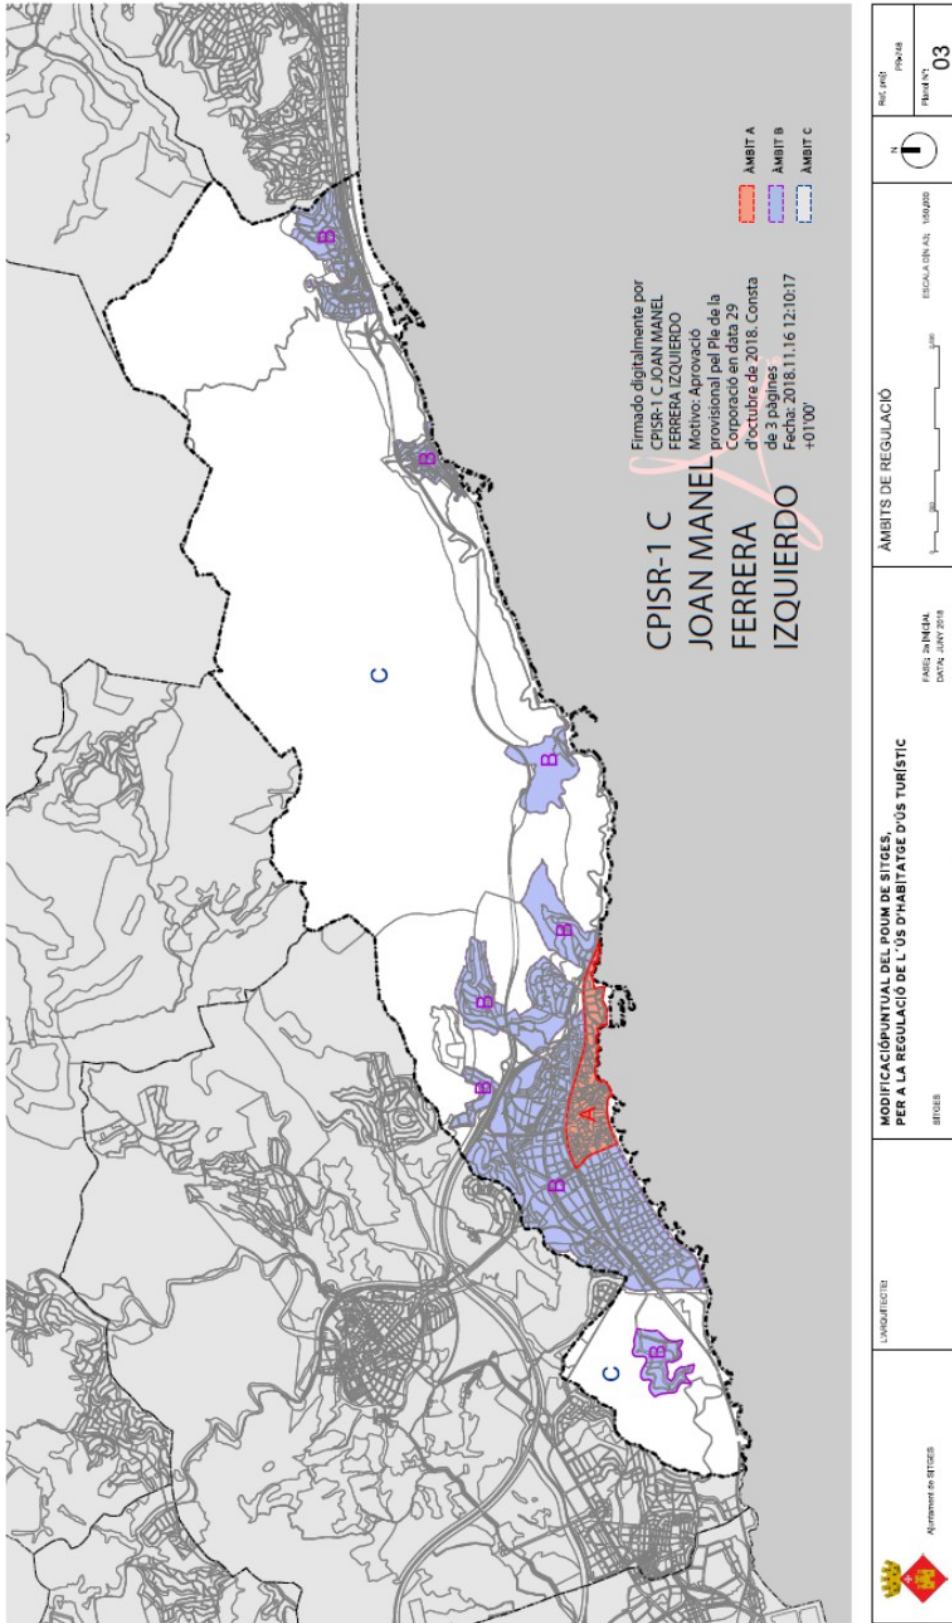 C
C
B
B
B
B
B
B
B
B
A
ÀMBIT A
ÀMBIT B
ÀMBIT C
CPISR-1 C
JOAN MANEL
FERRERA
IZQUIERDO
Firmado digitalmente por
CPISR-1 C JOAN MANEL
FERRERA IZQUIERDO
Motivo: Aprovació
provisional pel Ple de la
Corporació en data 29
d'octubre de 2018. Consta
de 3 pàgines
Fecha: 2018.11.16 12:10:17
+01'00'
Ajuntament de SITGES
L'ARQUITECTE:
MODIFICACIÓPUNTUAL DEL POUM DE SITGES,
PER A LA REGULACIÓ DE L'ÚS D'HABITATGE D'ÚS TURÍSTIC
SITGES
FASE: 2a INICIAL
DATA: JUNY 2018
ÀMBITS DE REGULACIÓ
0
ESCALA DIN A3: 1:50,000
N
Ref. proj:
Plànol Nº:
03